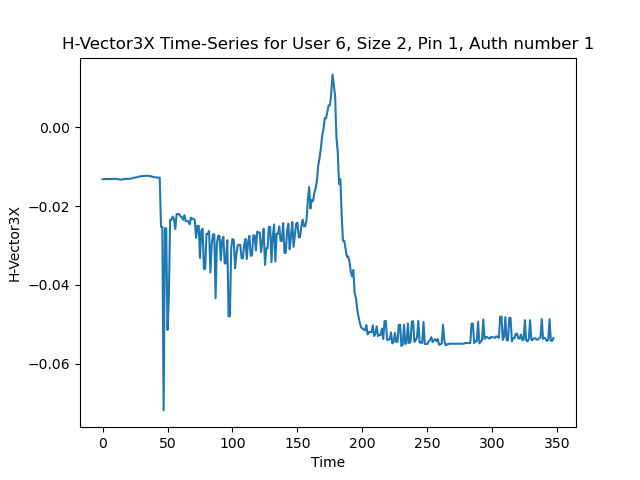 H-Vector3X Time-Series for User 6, Size 2, Pin 1, Auth number 1
H-Vector3X
0.00
−0.02
−0.04
−0.06
0 50 100 150 200 250 300 350
Time